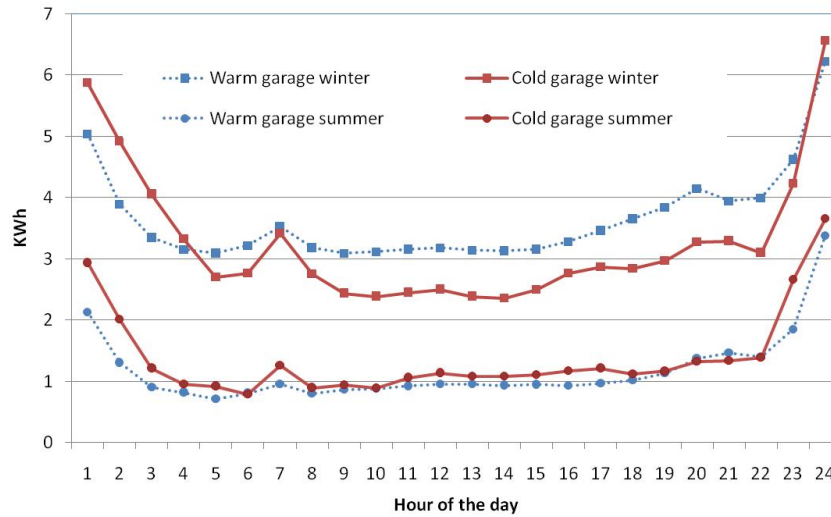 7
6
Warm garage winter Cold garage winter
Warm garage summer Cold garage summer
5
4
KWh
3
2
1
0
1 2 3 4 5 6 7 8 9 10 11 12 13 14 15 16 17 18 19 20 21 22 23 24
Hour of the day